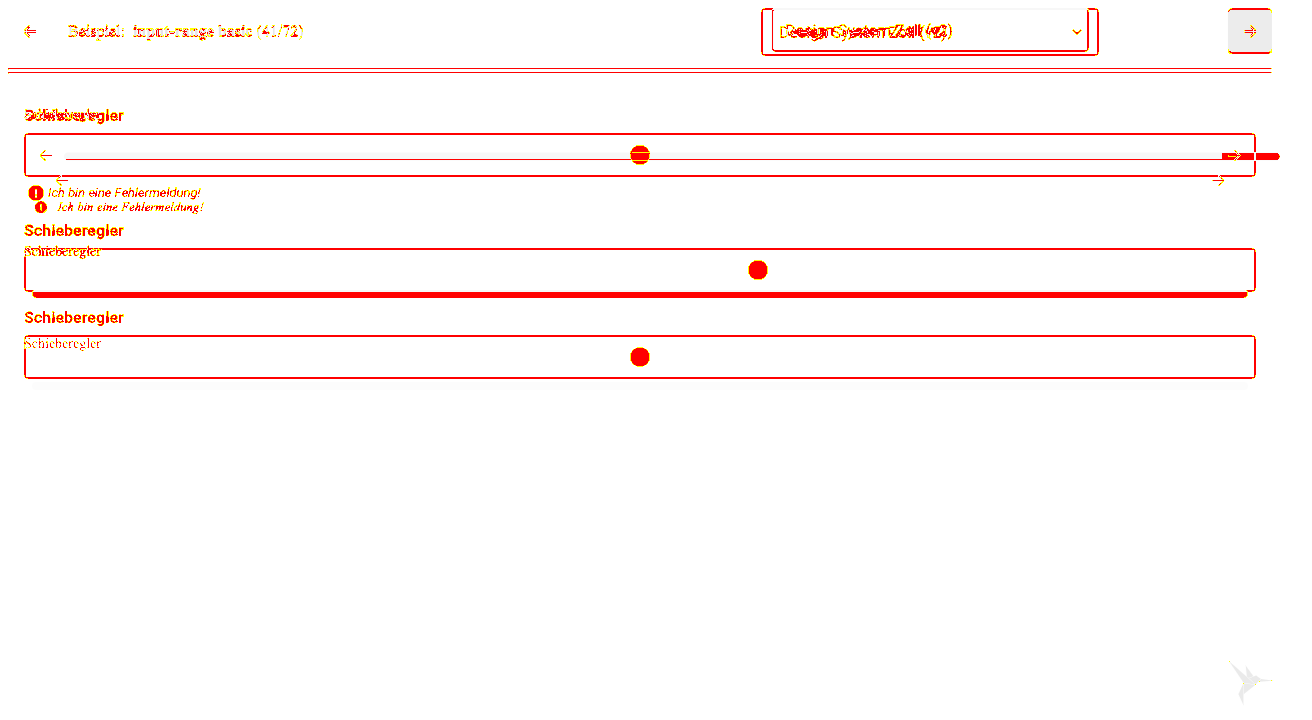 ← Beispiel: input-range basic (41/72) Design System Zoll (v2) →
Schieberegler
← →
← →
Ich bin eine Fehlermeldung!
Ich bin eine Fehlermeldung!
Schieberegler
Schieberegler
Schieberegler
Schieberegler